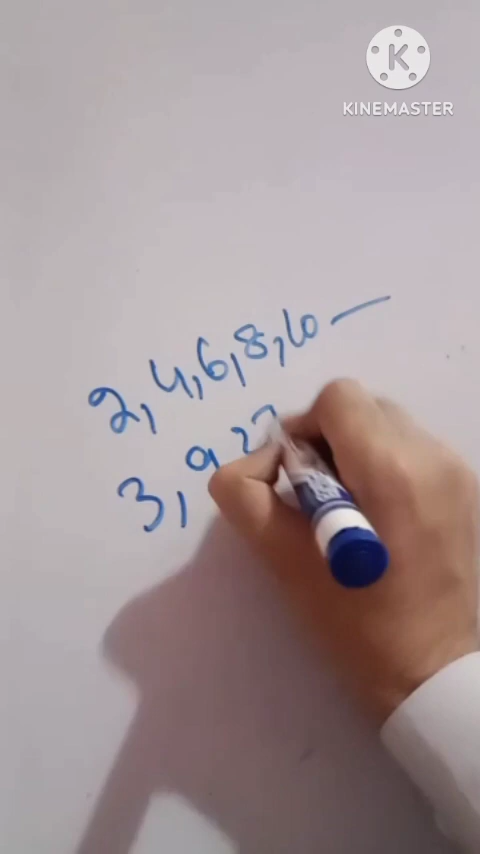 KINEMASTER
2, 4, 6, 8, 10 —
3, 9 27